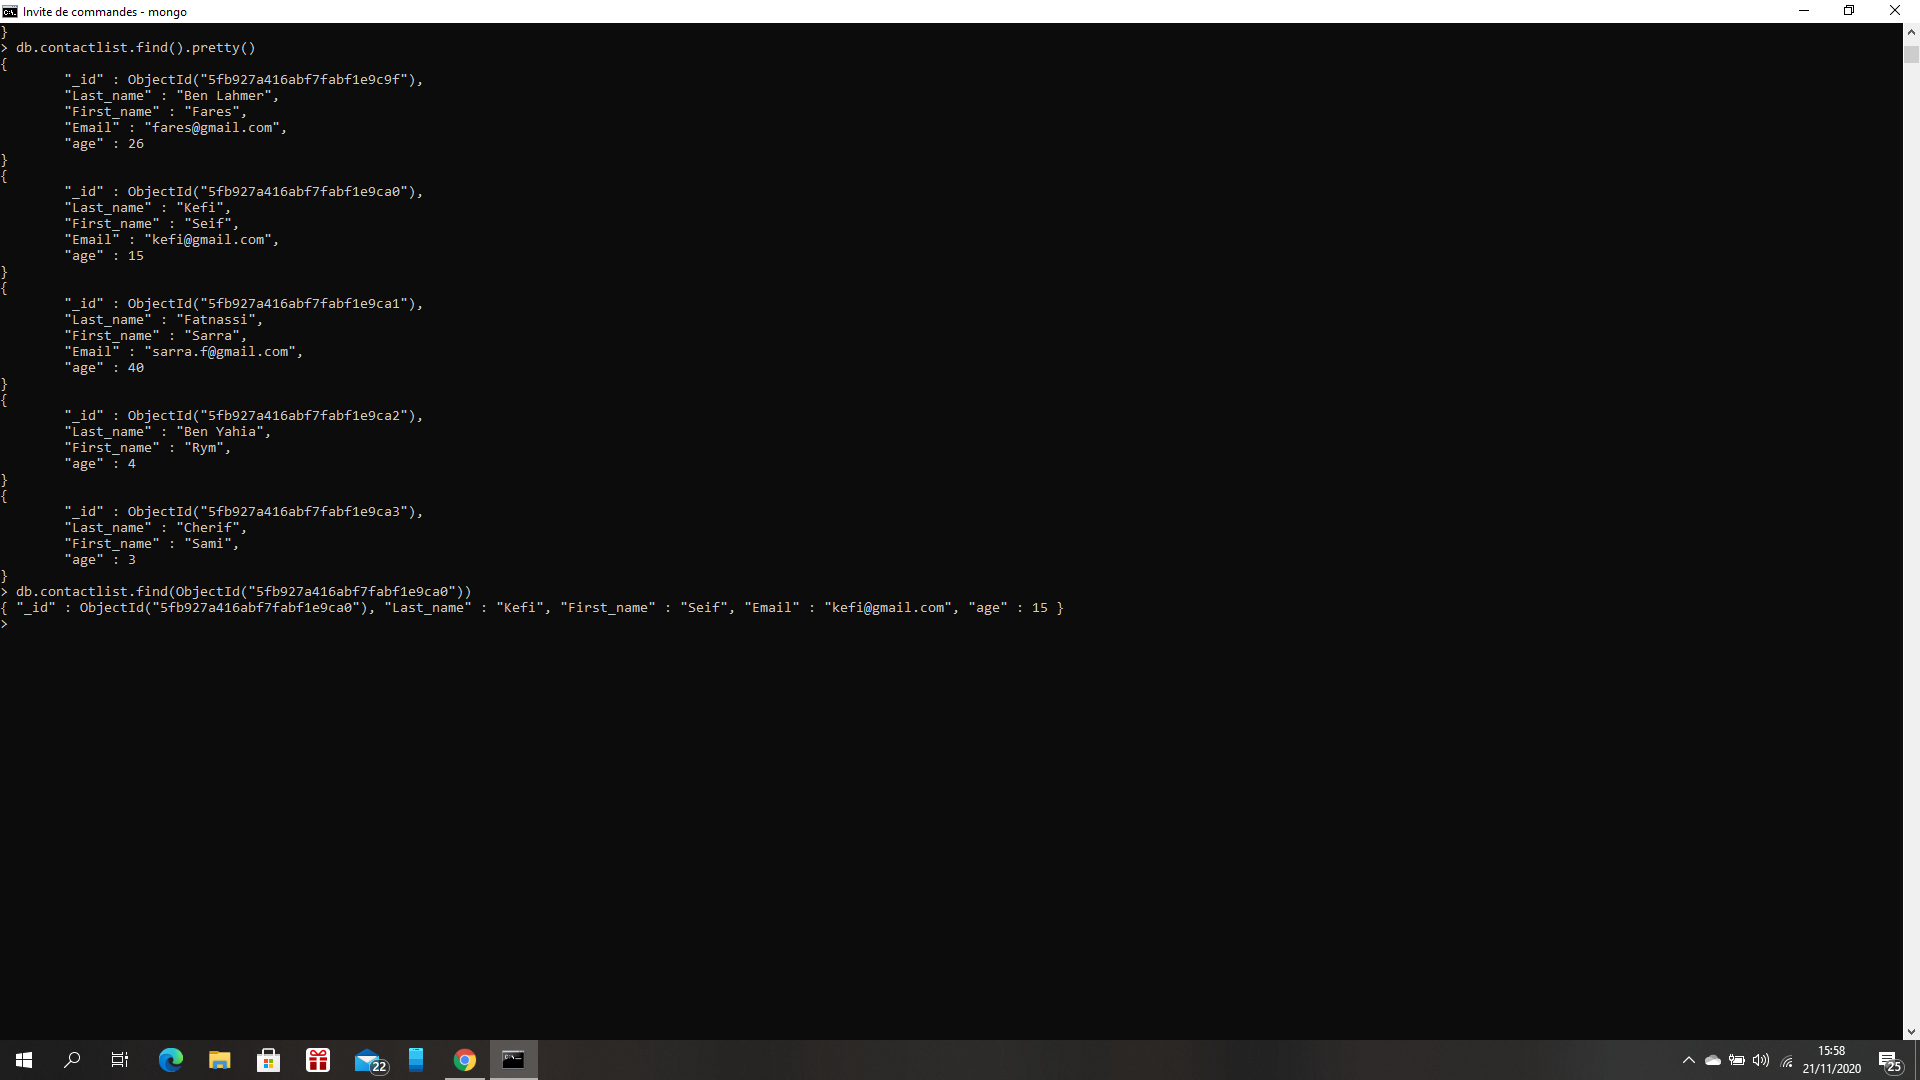 Invite de commandes - mongo
}
> db.contactlist.find().pretty()
{
        "_id" : ObjectId("5fb927a416abf7fabf1e9c9f"),
        "Last_name" : "Ben Lahmer",
        "First_name" : "Fares",
        "Email" : "fares@gmail.com",
        "age" : 26
}
{
        "_id" : ObjectId("5fb927a416abf7fabf1e9ca0"),
        "Last_name" : "Kefi",
        "First_name" : "Seif",
        "Email" : "kefi@gmail.com",
        "age" : 15
}
{
        "_id" : ObjectId("5fb927a416abf7fabf1e9ca1"),
        "Last_name" : "Fatnassi",
        "First_name" : "Sarra",
        "Email" : "sarra.f@gmail.com",
        "age" : 40
}
{
        "_id" : ObjectId("5fb927a416abf7fabf1e9ca2"),
        "Last_name" : "Ben Yahia",
        "First_name" : "Rym",
        "age" : 4
}
{
        "_id" : ObjectId("5fb927a416abf7fabf1e9ca3"),
        "Last_name" : "Cherif",
        "First_name" : "Sami",
        "age" : 3
}
> db.contactlist.find(ObjectId("5fb927a416abf7fabf1e9ca0"))
{ "_id" : ObjectId("5fb927a416abf7fabf1e9ca0"), "Last_name" : "Kefi", "First_name" : "Seif", "Email" : "kefi@gmail.com", "age" : 15 }
>
22
15:58
21/11/2020
25